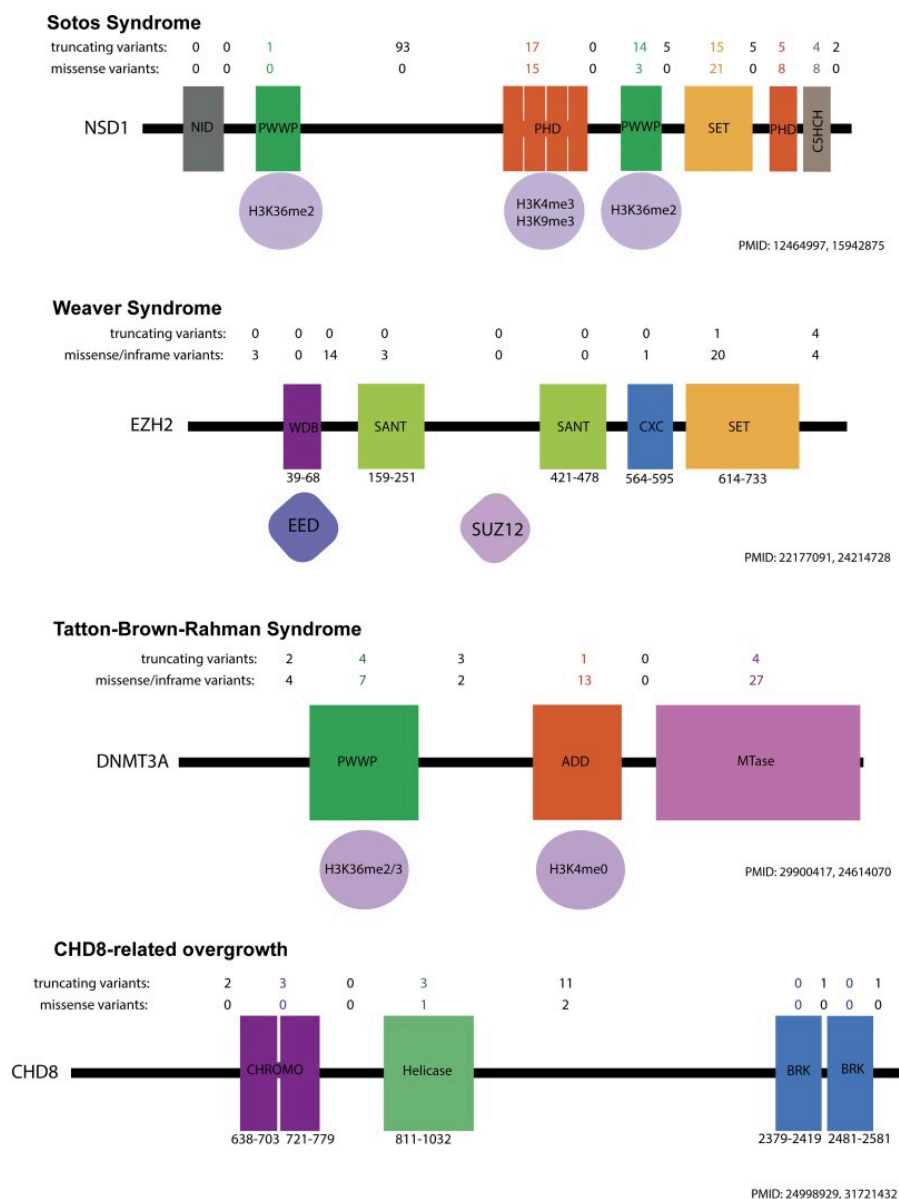 Sotos Syndrome
truncating variants: 0 0 1 93 17 0 14 5 15 5 5 4 2
missense variants: 0 0 0 0 15 0 3 0 21 0 8 8 0
NSD1 NID PWWP PHD PWWP SET PHD C5HCH
H3K36me2 H3K4me3 H3K9me3 H3K36me2
PMID: 12464997, 15942875
Weaver Syndrome
truncating variants: 0 0 0 0 0 0 0 1 4
missense/inframe variants: 3 0 14 3 0 0 1 20 4
EZH2 WDB SANT SANT CXC SET
39-68 159-251 421-478 564-595 614-733
EED SUZ12
PMID: 22177091, 24214728
Tatton-Brown-Rahman Syndrome
truncating variants: 2 4 3 1 0 4
missense/inframe variants: 4 7 2 13 0 27
DNMT3A PWWP ADD MTase
H3K36me2/3 H3K4me0
PMID: 29900417, 24614070
CHD8-related overgrowth
truncating variants: 2 3 0 3 11 0 1 0 1
missense variants: 0 0 0 1 2 0 0 0 0
CHD8 CHROMO Helicase BRK BRK
638-703 721-779 811-1032 2379-2419 2481-2581
PMID: 24998929, 31721432